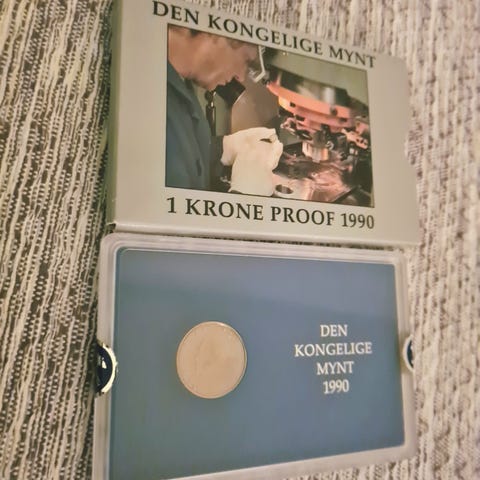 DEN KONGELIGE MYNT
1 KRONE PROOF 1990
DEN
KONGELIGE
MYNT
1990